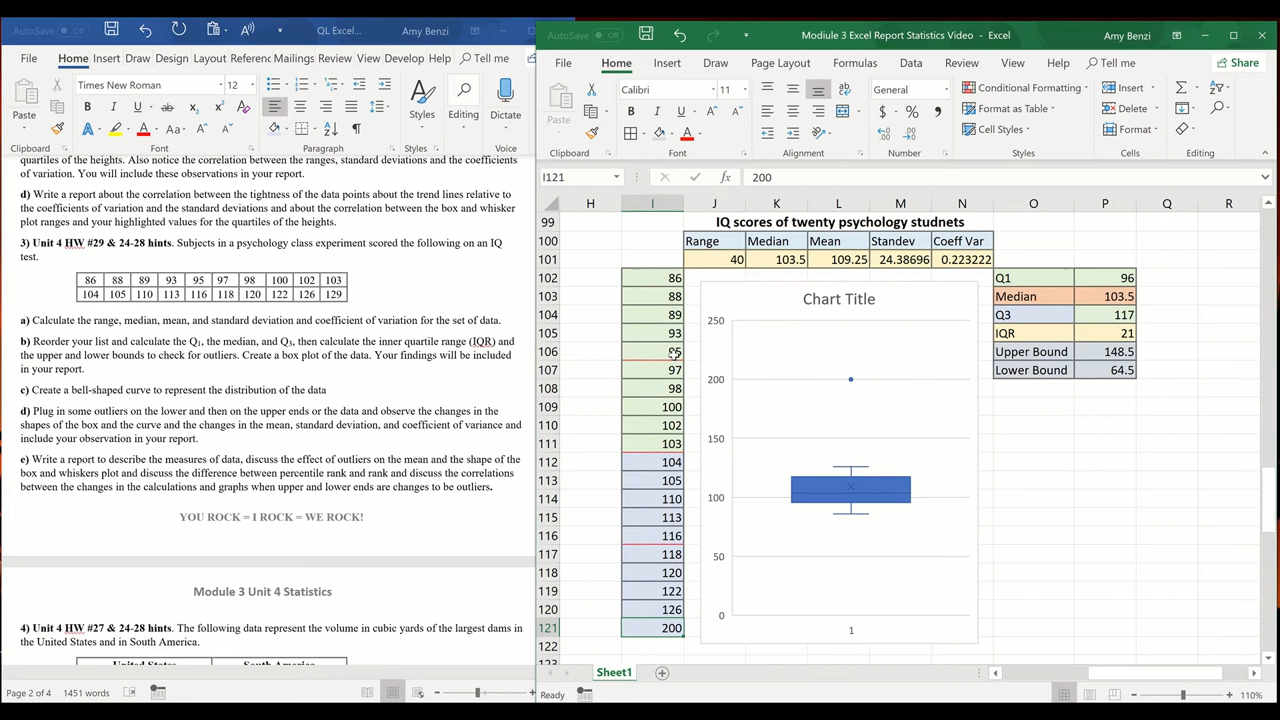 AutoSave Off QL Excel... Amy Benzi
File Home Insert Draw Design Layout Referenc Mailings Review View Develop Help Tell me
Times New Roman 12
Paste Styles Editing Dictate
Clipboard Font Paragraph Styles Voice
quartiles of the heights. Also notice the correlation between the ranges, standard deviations and the coefficients
of variation. You will include these observations in your report.
d) Write a report about the correlation between the tightness of the data points about the trend lines relative to
the coefficients of variation and the standard deviations and about the correlation between the box and whisker
plot ranges and your highlighted values for the quartiles of the heights.
3) Unit 4 HW #29 & 24-28 hints. Subjects in a psychology class experiment scored the following on an IQ
test.
86 88 89 93 95 97 98 100 102 103
104 105 110 113 116 118 120 122 126 129
a) Calculate the range, median, mean, and standard deviation and coefficient of variation for the set of data.
b) Reorder your list and calculate the Q1, the median, and Q3, then calculate the inner quartile range (IQR) and
the upper and lower bounds to check for outliers. Create a box plot of the data. Your findings will be included
in your report.
c) Create a bell-shaped curve to represent the distribution of the data
d) Plug in some outliers on the lower and then on the upper ends or the data and observe the changes in the
shapes of the box and the curve and the changes in the mean, standard deviation, and coefficient of variance and
include your observation in your report.
e) Write a report to describe the measures of data, discuss the effect of outliers on the mean and the shape of the
box and whiskers plot and discuss the difference between percentile rank and rank and discuss the correlations
between the changes in the calculations and graphs when upper and lower ends are changes to be outliers.
YOU ROCK = I ROCK = WE ROCK!
Module 3 Unit 4 Statistics
4) Unit 4 HW #27 & 24-28 hints. The following data represent the volume in cubic yards of the largest dams in
the United States and in South America.
United States South America
Page 2 of 4 1451 words
AutoSave Off Modiule 3 Excel Report Statistics Video - Excel Amy Benzi
File Home Insert Draw Page Layout Formulas Data Review View Help Tell me Share
Calibri 11 General Conditional Formatting Insert
Paste Format as Table Delete
Cell Styles Format
Clipboard Font Alignment Number Styles Cells Editing
I121 fx 200
H I J K L M N O P Q R
99 IQ scores of twenty psychology studnets
100 Range Median Mean Standev Coeff Var
101 40 103.5 109.25 24.38696 0.223222
102 86 Q1 96
103 88 Median 103.5
104 89 Q3 117
105 93 IQR 21
106 Upper Bound 148.5
107 97 Lower Bound 64.5
108 98
109 100
110 102
111 103
112 104
113 105
114 110
115 113
116 116
117 118
118 120
119 122
120 126
121 200
122
123
Chart Title
250
200
150
100
50
0
1
Sheet1
Ready 110%